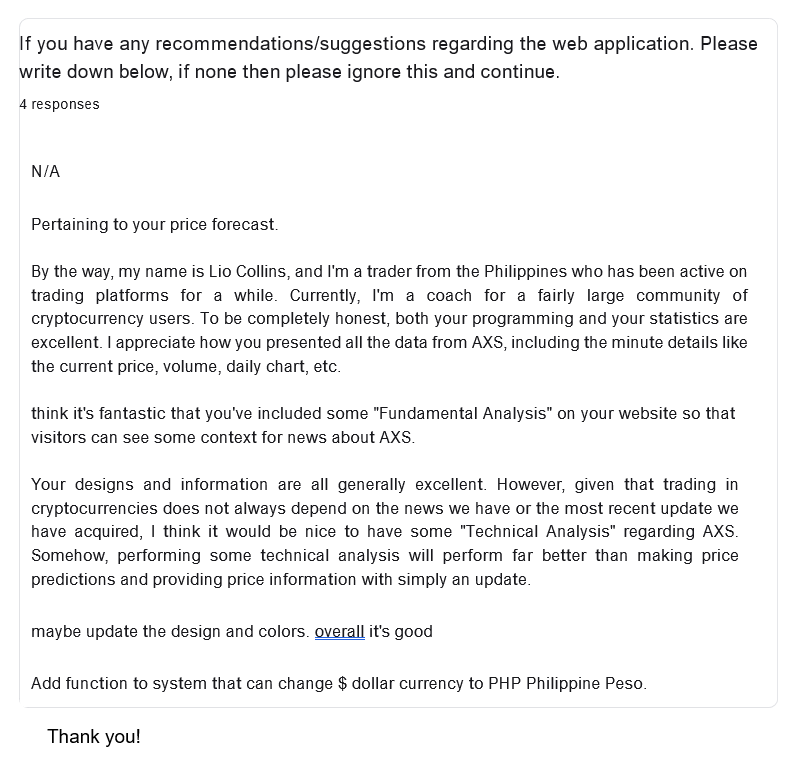 If you have any recommendations/suggestions regarding the web application. Please
write down below, if none then please ignore this and continue.
4 responses
N/A
Pertaining to your price forecast.
By the way, my name is Lio Collins, and I'm a trader from the Philippines who has been active on
trading platforms for a while. Currently, I'm a coach for a fairly large community of
cryptocurrency users. To be completely honest, both your programming and your statistics are
excellent. I appreciate how you presented all the data from AXS, including the minute details like
the current price, volume, daily chart, etc.
think it's fantastic that you've included some "Fundamental Analysis" on your website so that
visitors can see some context for news about AXS.
Your designs and information are all generally excellent. However, given that trading in
cryptocurrencies does not always depend on the news we have or the most recent update we
have acquired, I think it would be nice to have some "Technical Analysis" regarding AXS.
Somehow, performing some technical analysis will perform far better than making price
predictions and providing price information with simply an update.
maybe update the design and colors. overall it's good
Add function to system that can change $ dollar currency to PHP Philippine Peso.
Thank you!